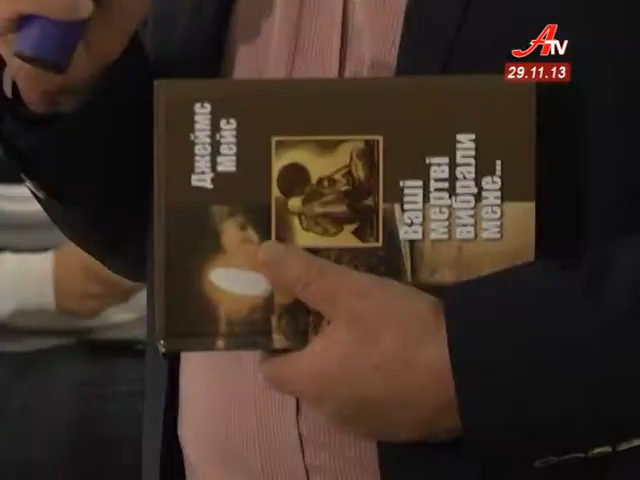 ATV
29.11.13
Джеймс
Мейс
Ваші
мертві
вибрали
мене...